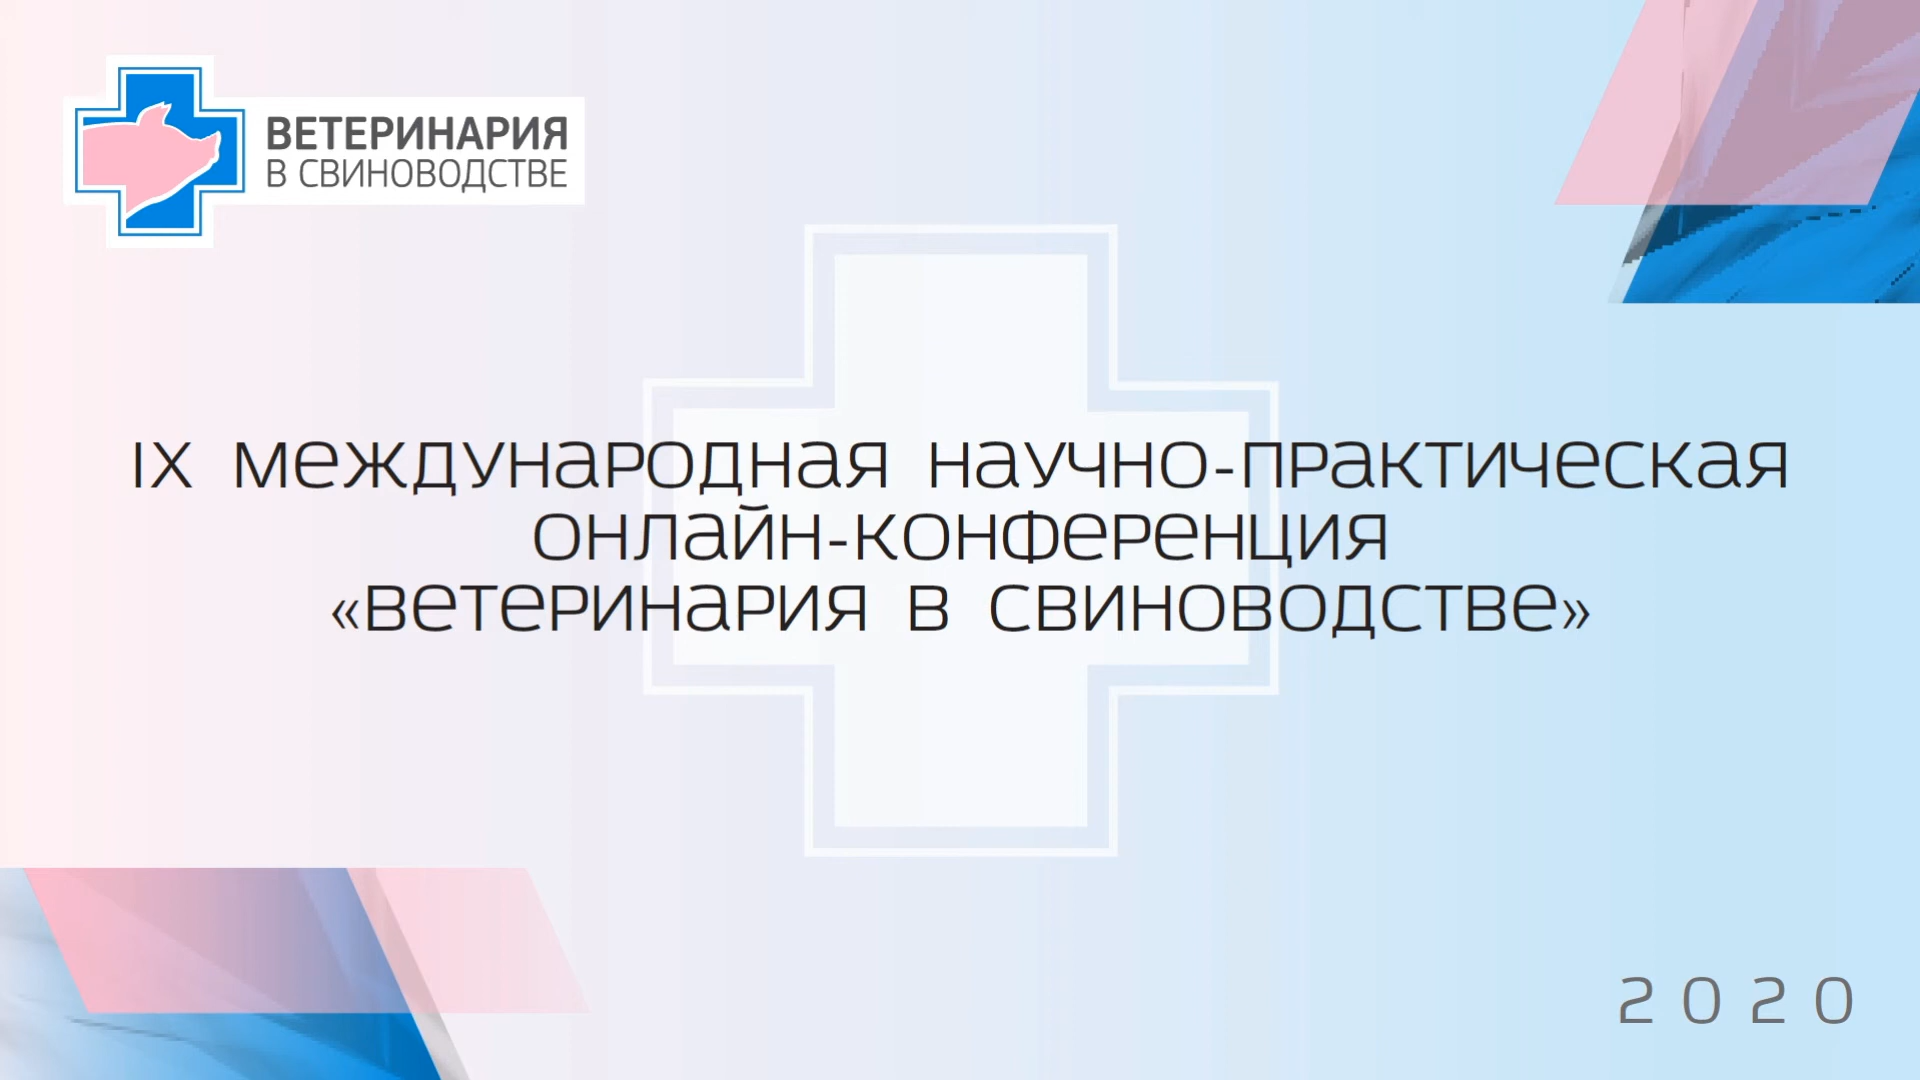 ВЕТЕРИНАРИЯ
В СВИНОВОДСТВЕ
IX Международная научно-практическая
онлайн-конференция
«Ветеринария в свиноводстве»
2020